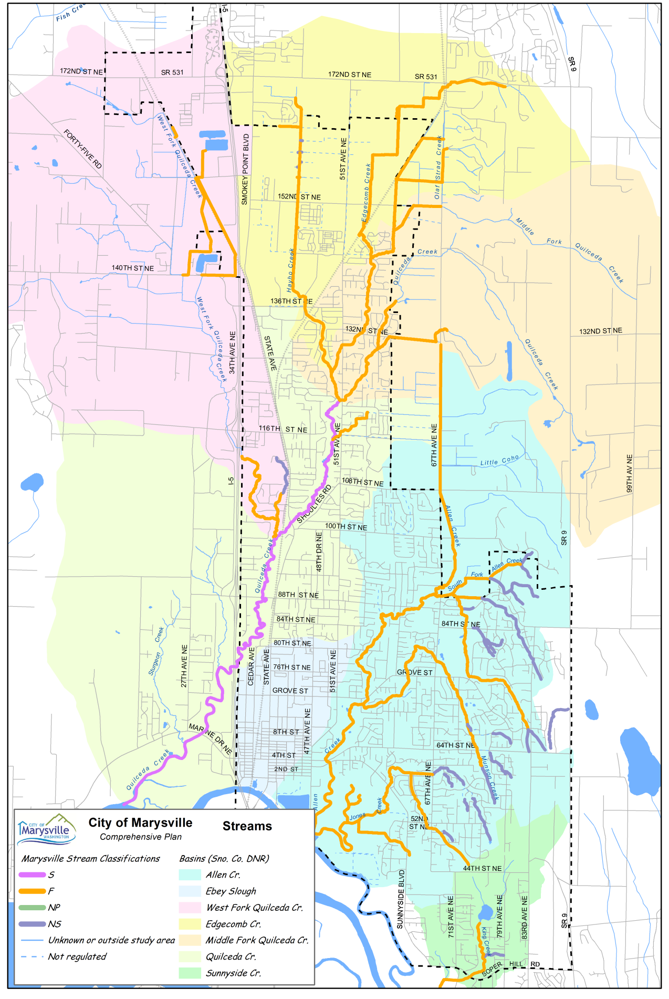 Fish Cree
I-5
SR 9
172ND ST NE
SR 531
172ND ST NE
SR 531
West Fork Quilceda Creek
FORTY-FIVE RD
SMOKEY POINT BLVD
51ST AVE NE
Edgecomb Creek
Olaf Strad Creek
152ND ST NE
Middle Fork Quilceda Creek
Quilceda Creek
140TH ST NE
Hayho Creek
136TH ST NE
West Fork Quilceda Creek
34TH AVE NE
STATE AVE
132ND ST NE
132ND ST NE
Quilceda Creek
116TH ST NE
51ST AVE NE
67TH AVE NE
Little Coho
99TH AV NE
I-5
108TH ST NE
SHOULTES RD
Allen Creek
100TH ST NE
SR 9
48TH DR NE
Quilceda Creek
South Fork Allen Creek
88TH ST NE
84TH ST NE
84TH ST NE
Sturgeon Creek
27TH AVE NE
80TH ST NE
CEDAR AVE
STATE AVE
76TH ST NE
51ST AVE NE
GROVE ST
GROVE ST
MARINE DR NE
8TH ST
47TH AVE NE
4TH ST
2ND ST
Allen Creek
64TH ST NE
Munson Creek
67TH AVE NE
Quilceda Creek
Jones Creek
52ND
ST NE
44TH ST NE
SUNNYSIDE BLVD
71ST AVE NE
79TH AVE NE
83RD AVE NE
SR 9
King Creek
SOPER HILL RD
CITY OF
Marysville
WASHINGTON
City of Marysville
Comprehensive Plan
Streams
Marysville Stream Classifications
S
F
NP
NS
Unknown or outside study area
Not regulated
Basins (Sno. Co. DNR)
Allen Cr.
Ebey Slough
West Fork Quilceda Cr.
Edgecomb Cr.
Middle Fork Quilceda Cr.
Quilceda Cr.
Sunnyside Cr.